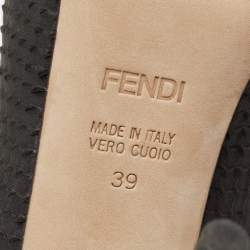 FENDI
MADE IN ITALY
VERO CUOIO
39